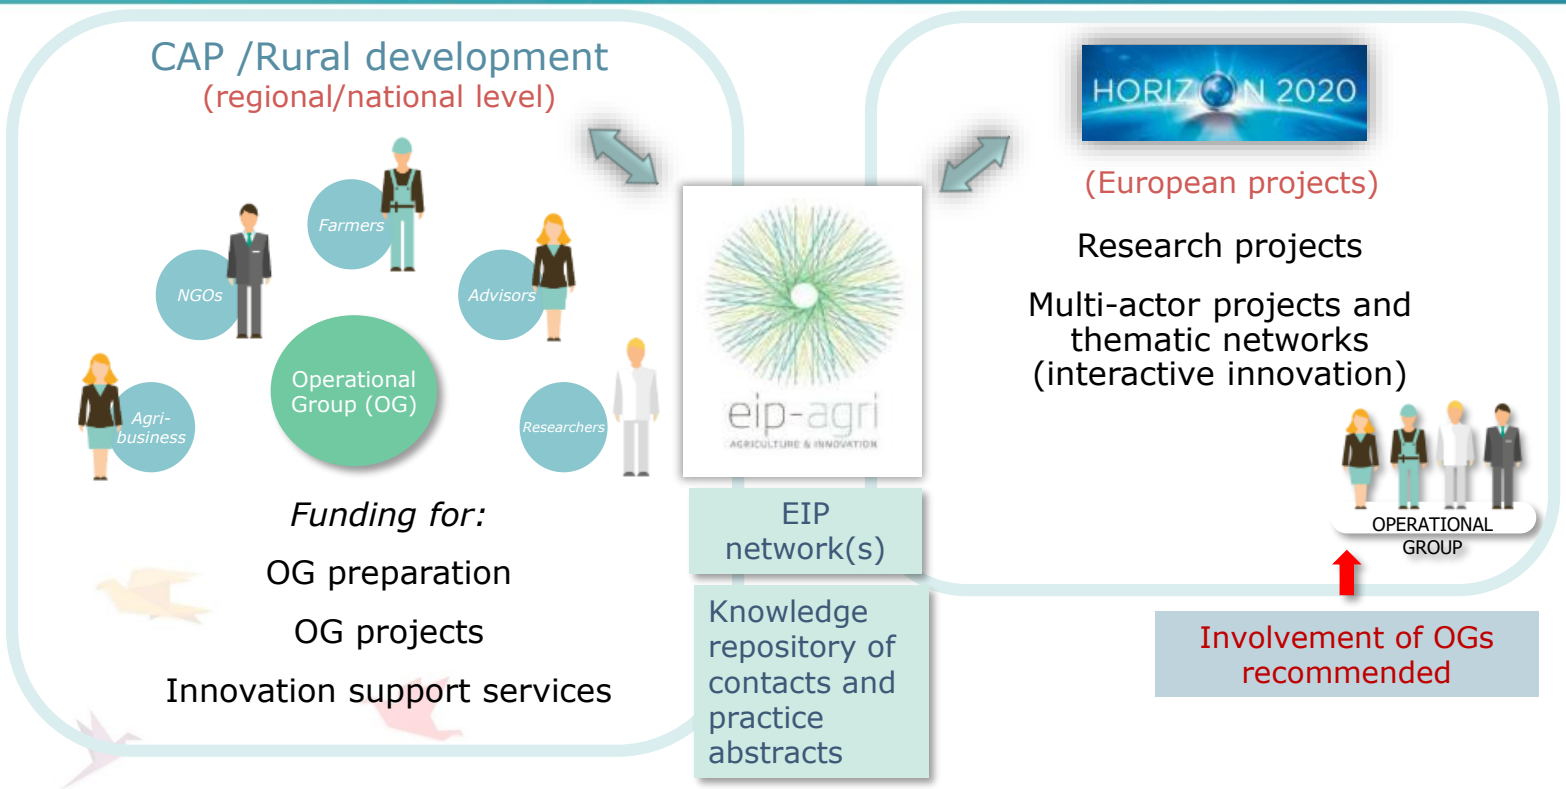 CAP /Rural development
(regional/national level)
Farmers
NGOs
Advisors
Agri-
business
Operational
Group (OG)
Researchers
Funding for:
OG preparation
OG projects
Innovation support services
eip-agri
AGRICULTURE & INNOVATION
EIP
network(s)
Knowledge
repository of
contacts and
practice
abstracts
HORIZON 2020
(European projects)
Research projects
Multi-actor projects and
thematic networks
(interactive innovation)
OPERATIONAL
GROUP
Involvement of OGs
recommended